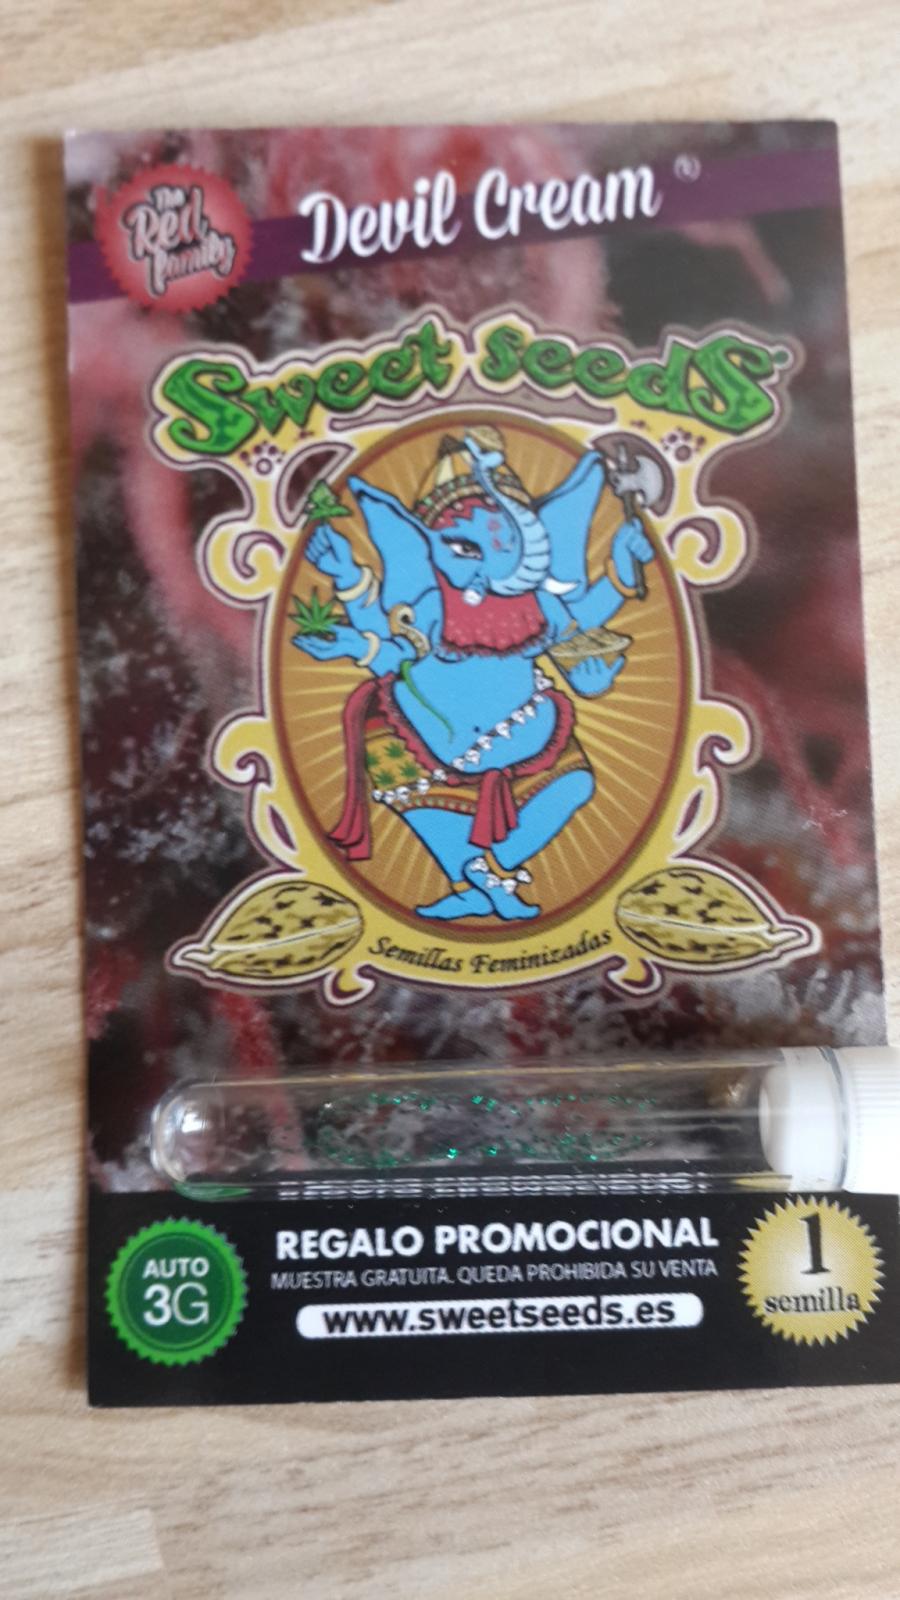 The
Red
family
Devil Cream
Sweet seeds
Semillas Feminizadas
AUTO
3G
REGALO PROMOCIONAL
MUESTRA GRATUITA. QUEDA PROHIBIDA SU VENTA
www.sweetseeds.es
1
semilla